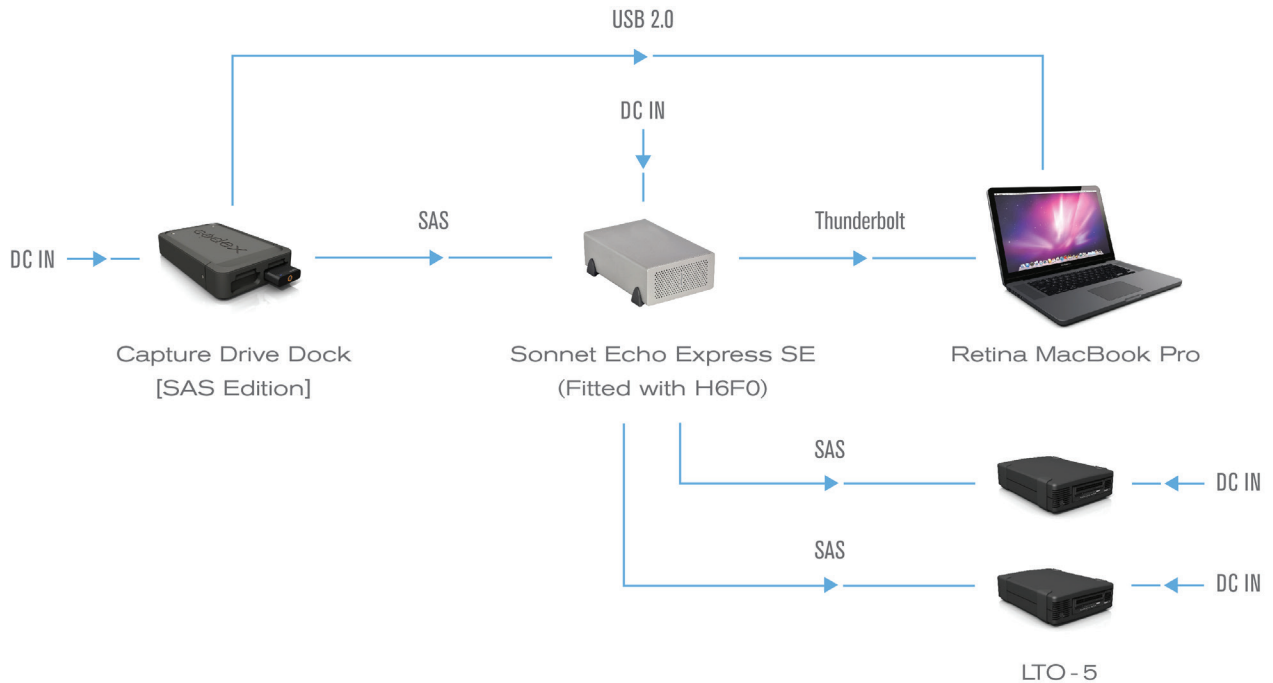 USB 2.0
DC IN
SAS
Thunderbolt
DC IN
codex
Capture Drive Dock
[SAS Edition]
Sonnet Echo Express SE
(Fitted with H6F0)
Retina MacBook Pro
SAS
DC IN
SAS
DC IN
LTO-5